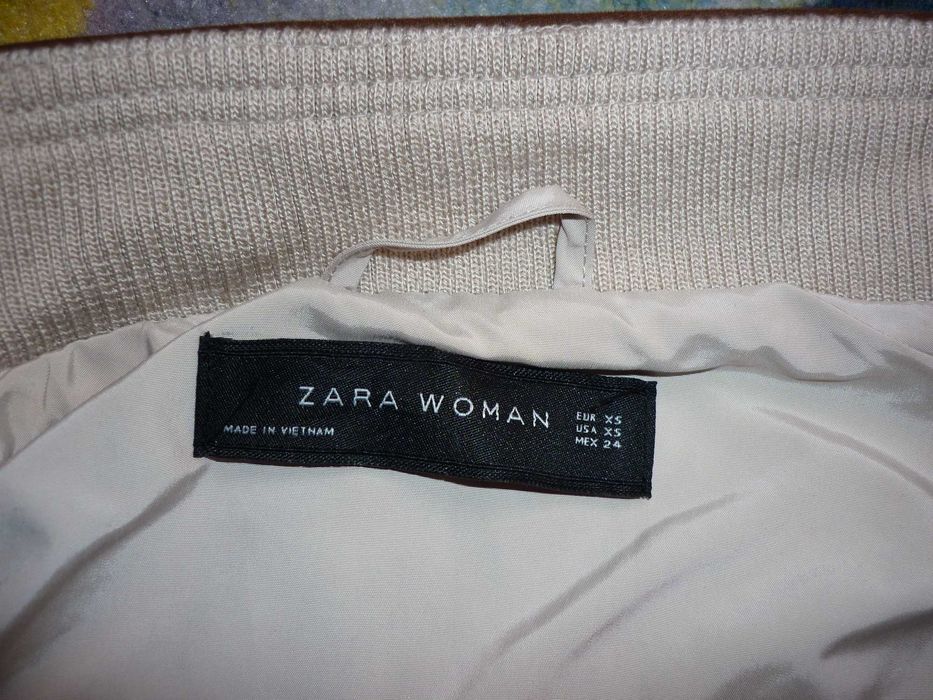 ZARA WOMAN
MADE IN VIETNAM
EUR XS
USA XS
MEX 24